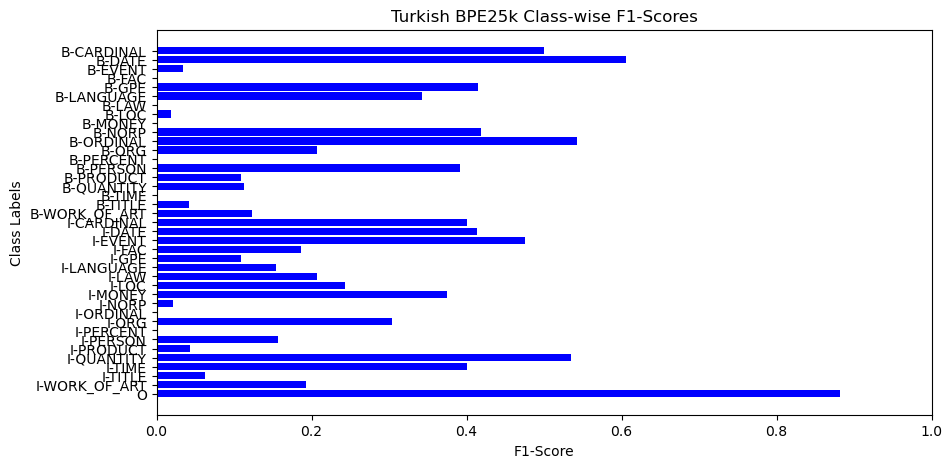 Turkish BPE25k Class-wise F1-Scores
B-CARDINAL
B-DATE
B-EVENT
B-FAC
B-GPE
B-LANGUAGE
B-LAW
B-LOC
B-MONEY
B-NORP
B-ORDINAL
B-ORG
B-PERCENT
B-PERSON
B-PRODUCT
B-QUANTITY
B-TIME
B-TITLE
B-WORK_OF_ART
I-CARDINAL
I-DATE
I-EVENT
I-FAC
I-GPE
I-LANGUAGE
I-LAW
I-LOC
I-MONEY
I-NORP
I-ORDINAL
I-ORG
I-PERCENT
I-PERSON
I-PRODUCT
I-QUANTITY
I-TIME
I-TITLE
I-WORK_OF_ART
O
Class Labels
0.0 0.2 0.4 0.6 0.8 1.0
F1-Score